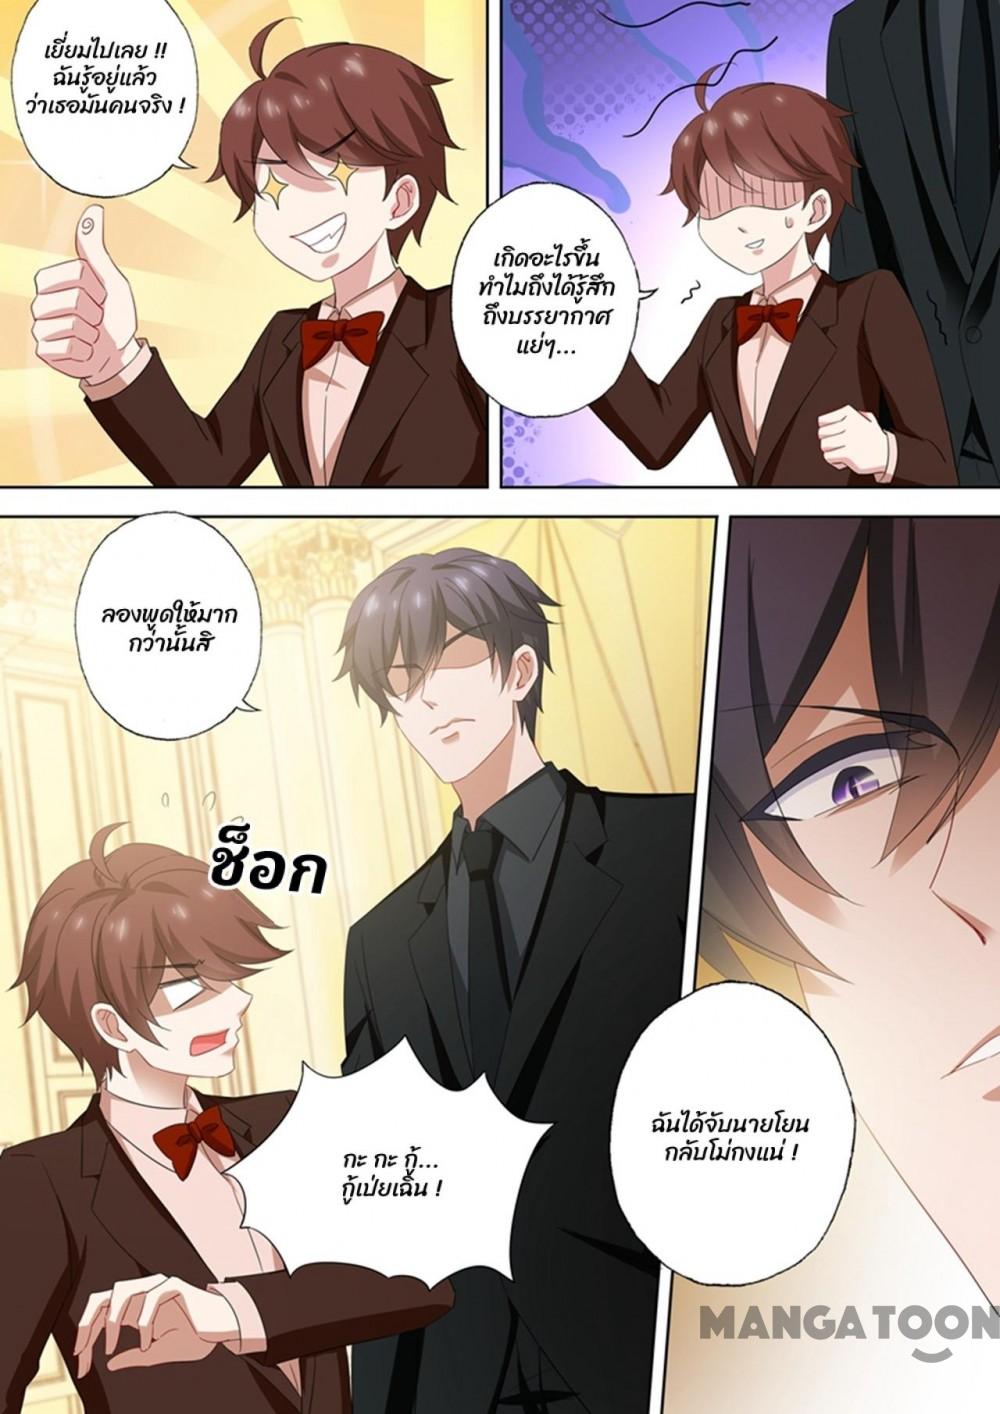 เยี่ยมไปเลย !!
ฉันรู้อยู่แล้ว
ว่าเธอมันคนจริง !
เกิดอะไรขึ้น
ทำไมถึงได้รู้สึก
ถึงบรรยากาศ
แย่ๆ...
ลองพูดให้มาก
กว่านั้นสิ
ช็อก
กะ กะ กู้...
กู้เป่ยเฉิน !
ฉันได้จับนายโยน
กลับโม่กงแน่ !
MANGATOON